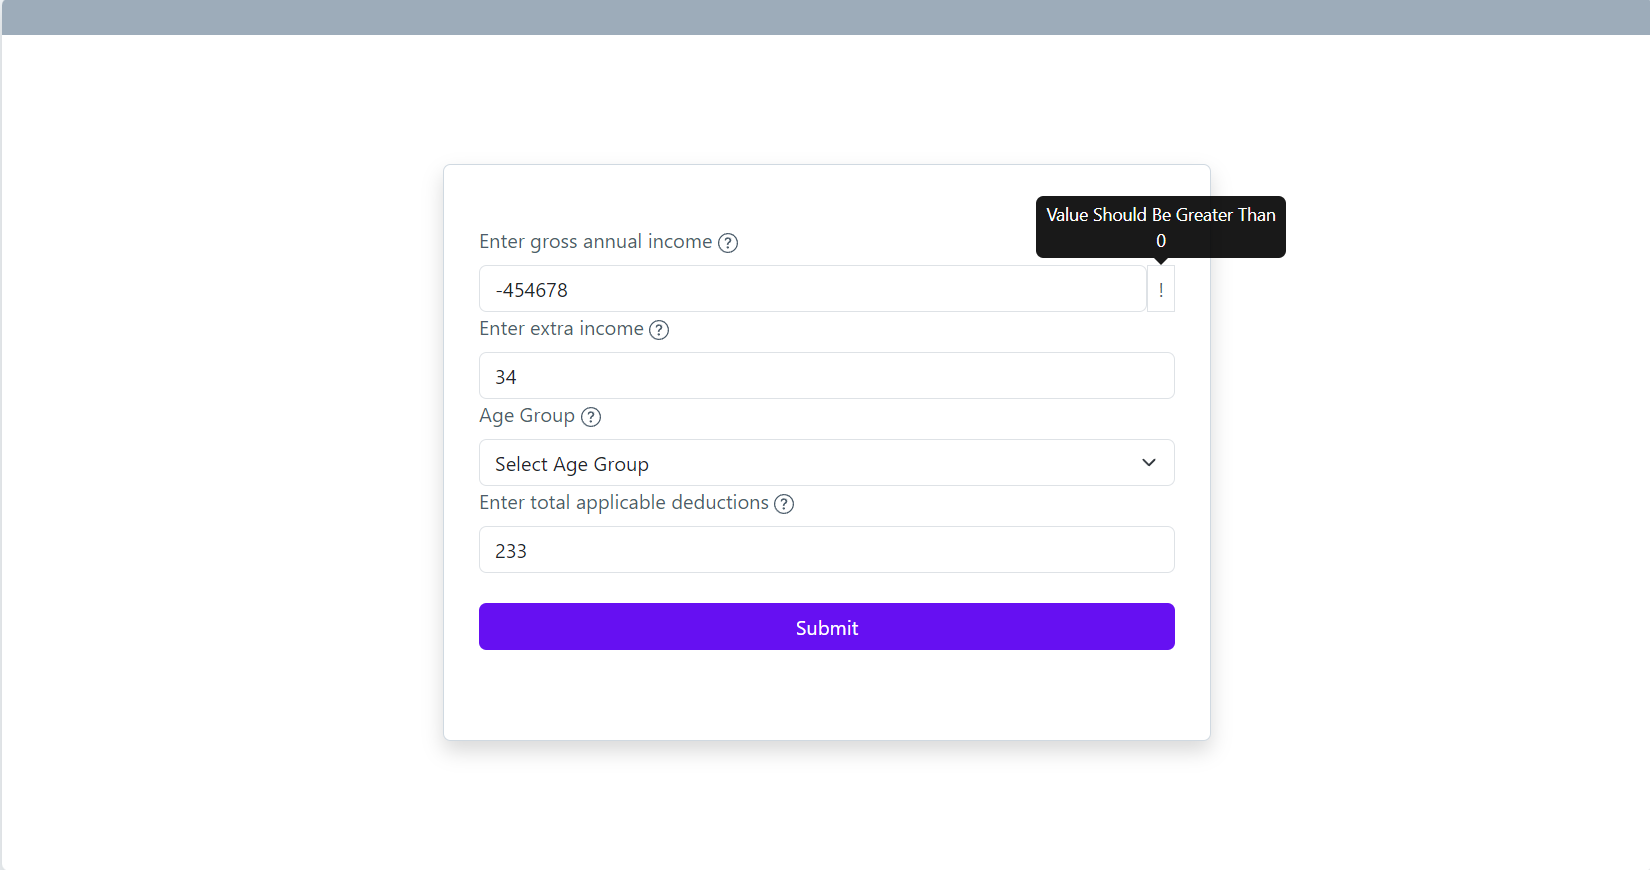 Value Should Be Greater Than
0
Enter gross annual income ?
-454678 !
Enter extra income ?
34
Age Group ?
Select Age Group
Enter total applicable deductions ?
233
Submit